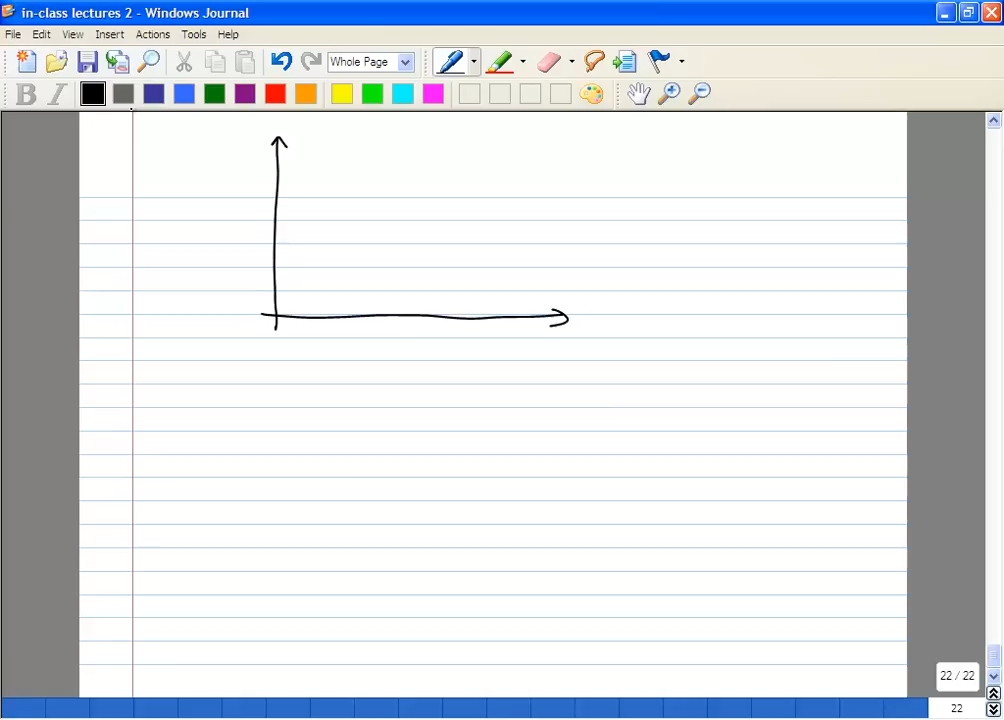 in-class lectures 2 - Windows Journal
File Edit View Insert Actions Tools Help
Whole Page
B I
22 / 22
22